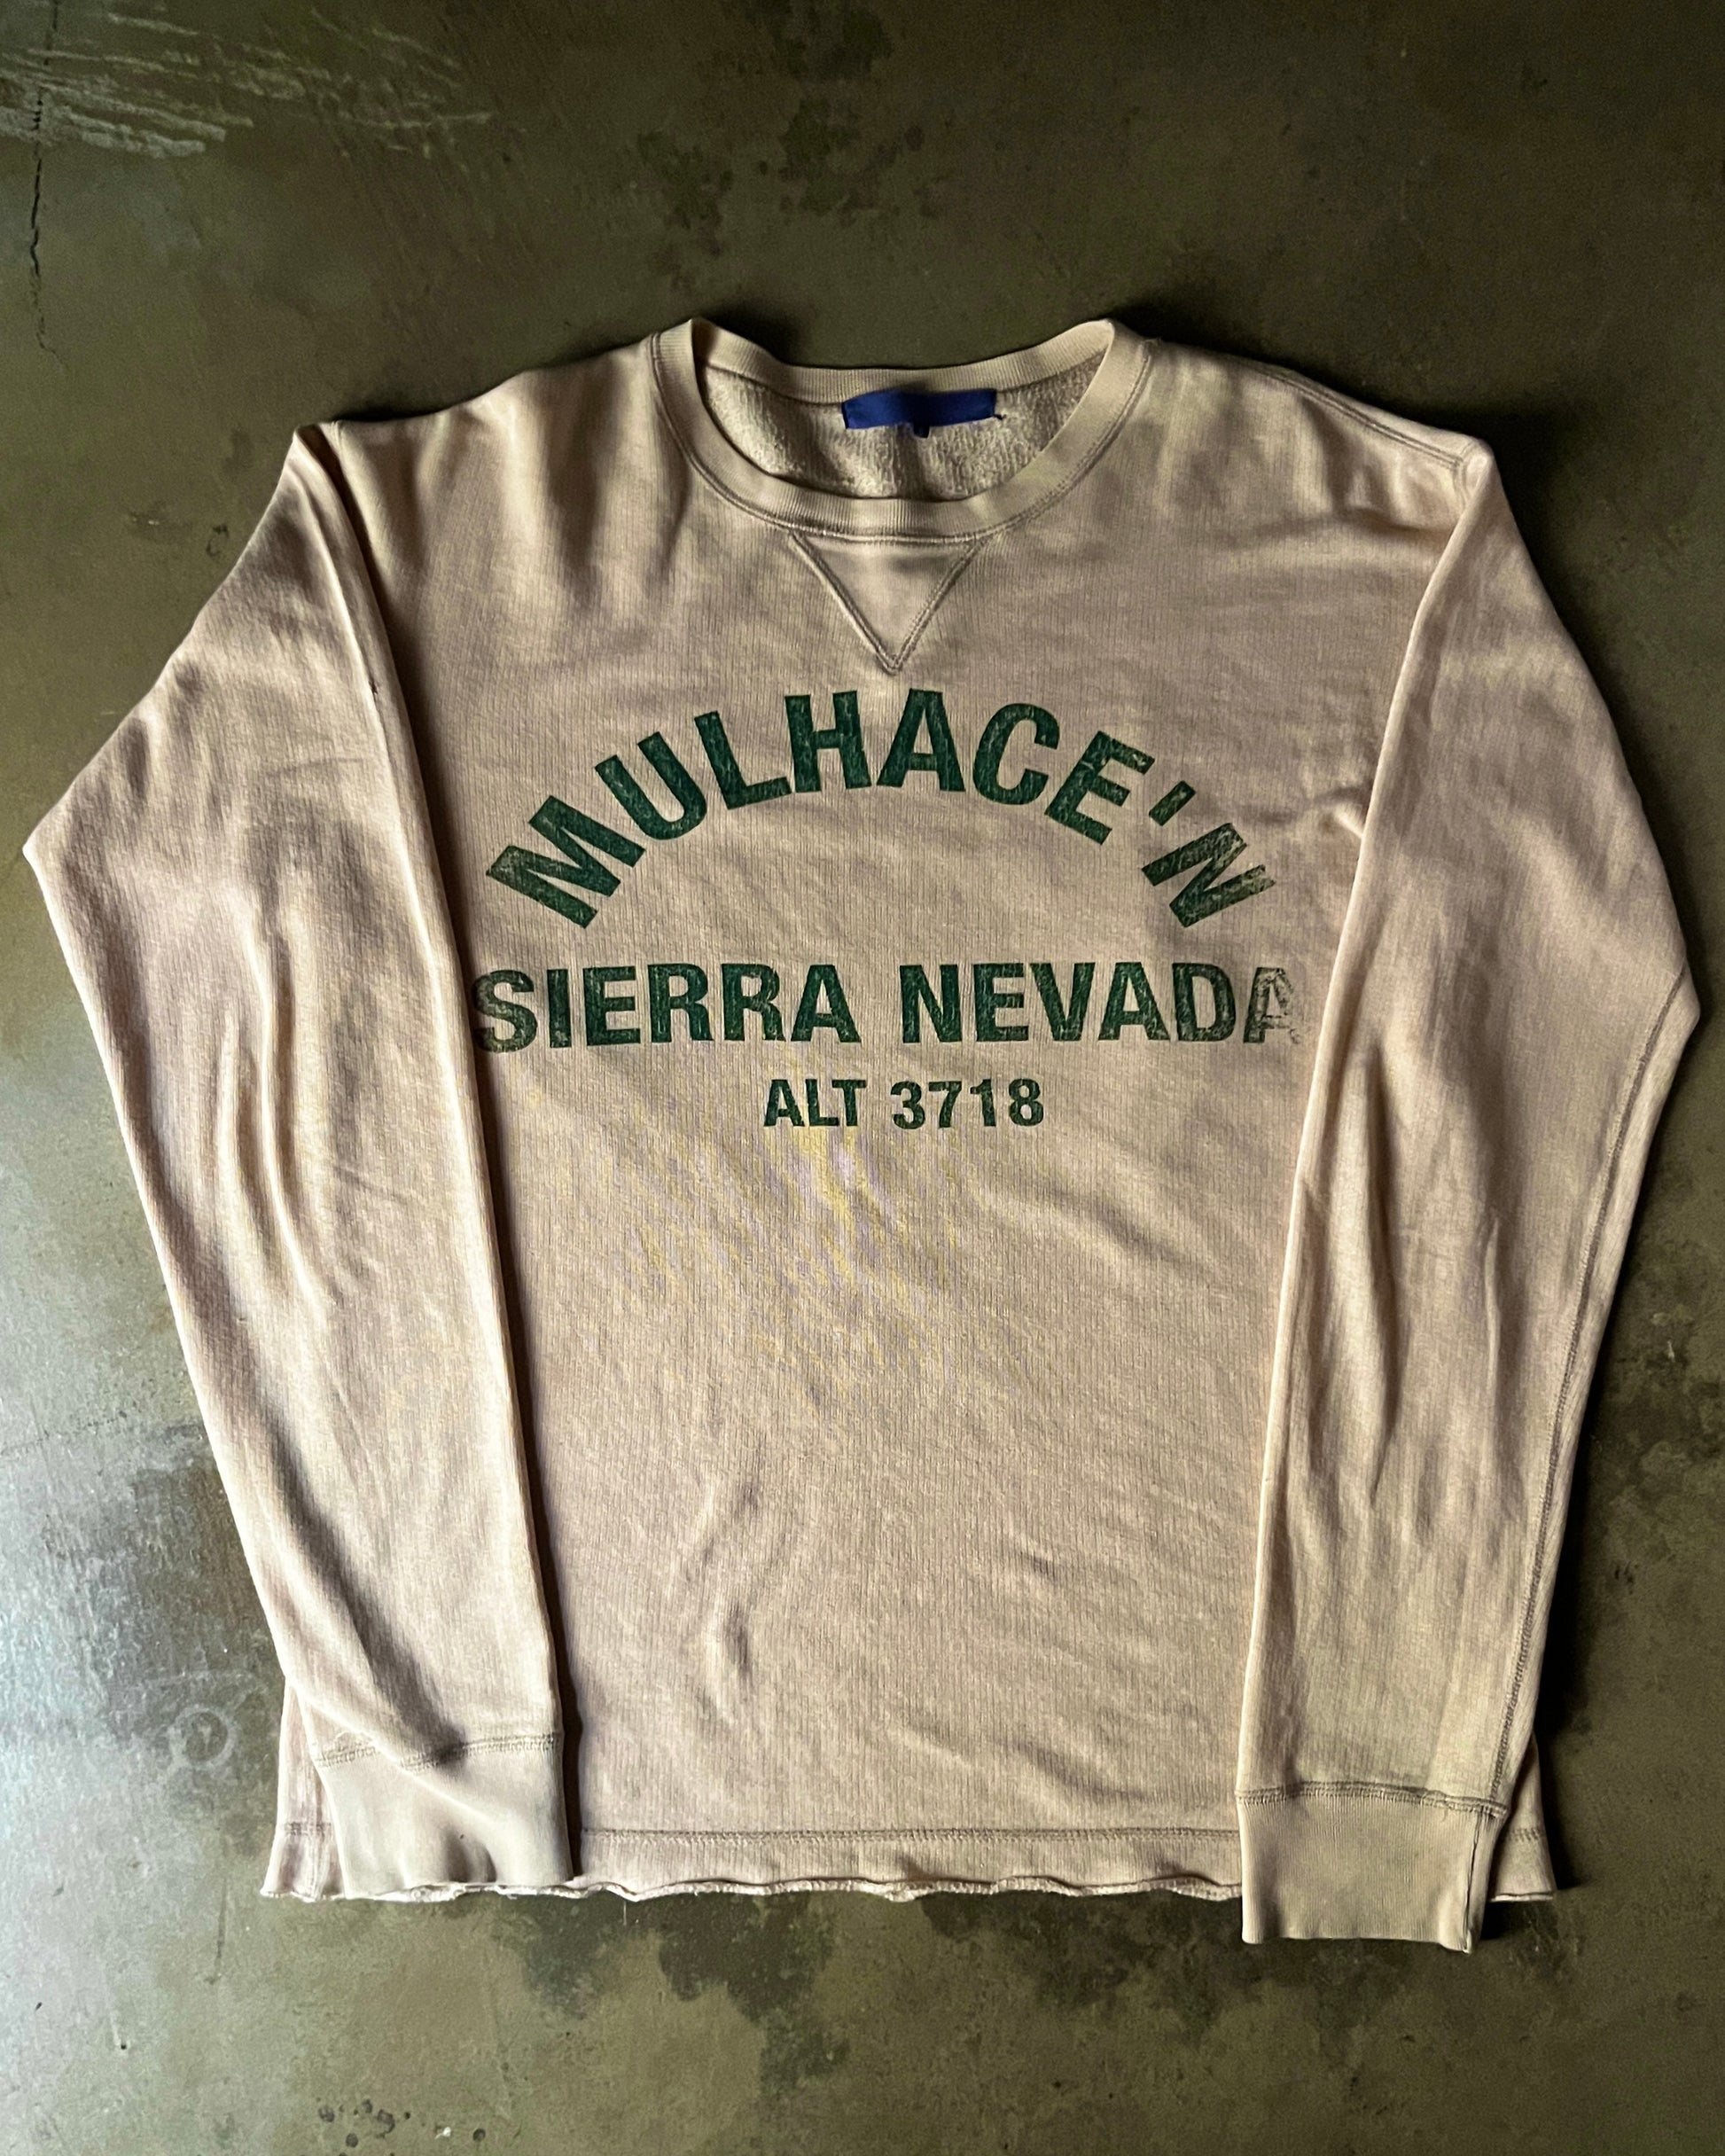 MULHACE'N
SIERRA NEVADA
ALT 3718